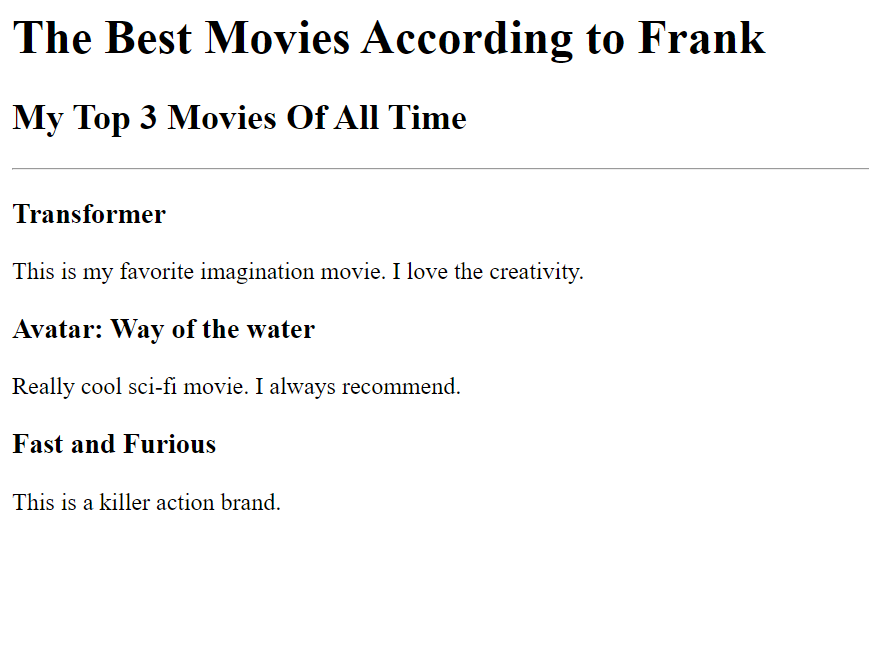 The Best Movies According to Frank
My Top 3 Movies Of All Time
Transformer
This is my favorite imagination movie. I love the creativity.
Avatar: Way of the water
Really cool sci-fi movie. I always recommend.
Fast and Furious
This is a killer action brand.